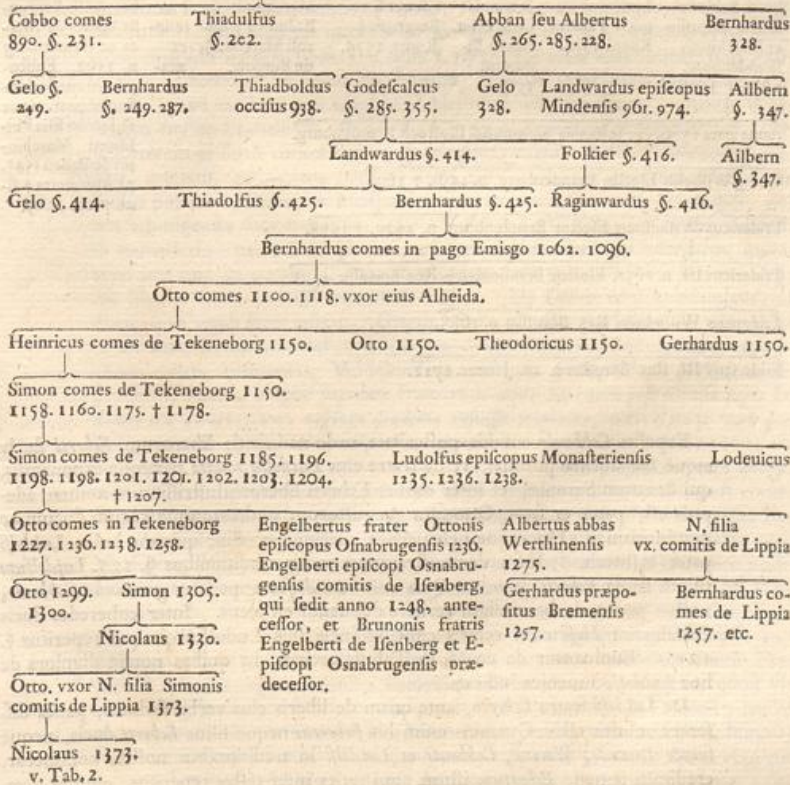 Cobbo comes Thiadulfus Abban ſeu Albertus Bernhardus
890. §. 231. §. 202. §. 265. 285. 228. 328.
Gelo §. Bernhardus Thiadboldus Godeſcalcus Gelo Landwardus epiſcopus Ailbern
249. §. 249. 287. occiſus 938. §. 285. 355. 328. Mindenſis 961. 974. §. 347.
Landwardus §. 414. Folkier §. 416. Ailbern
§. 347.
Gelo §. 414. Thiadolfus §. 425. Bernhardus §. 425. Raginwardus §. 416.
Bernhardus comes in pago Emisgo 1062. 1096.
Otto comes 1100. 1118. vxor eius Alheida.
Heinricus comes de Tekeneborg 1150. Otto 1150. Theodoricus 1150. Gerhardus 1150.
Simon comes de Tekeneborg 1150.
1158. 1160. 1175. † 1178.
Simon comes de Tekeneborg 1185. 1196. Ludolfus epiſcopus Monaſterienſis Lodeuicus
1198. 1198. 1201. 1201. 1202. 1203. 1204. 1235. 1236. 1238.
† 1207.
Otto comes in Tekeneborg Engelbertus frater Ottonis Albertus abbas N. filia
1227. 1236. 1238. 1258. epiſcopus Oſnabrugenſis 1236. Werthinenſis vx. comitis de Lippia
Engelberti epiſcopi Osnabru- 1275.
Otto 1299. Simon 1305. genſis comitis de Iſenberg, Gerhardus præpo- Bernhardus co-
1300. qui ſedit anno 1248, ante- ſitus Bremenſis mes de Lippia
Nicolaus 1330. ceſſor, et Brunonis fratris 1257. 1257. etc.
Engelberti de Iſenberg et E-
Otto. vxor N. filia Simonis piſcopi Osnabrugenſis præ-
comitis de Lippia 1373. deceſſor.
Nicolaus 1373.
v. Tab. 2.